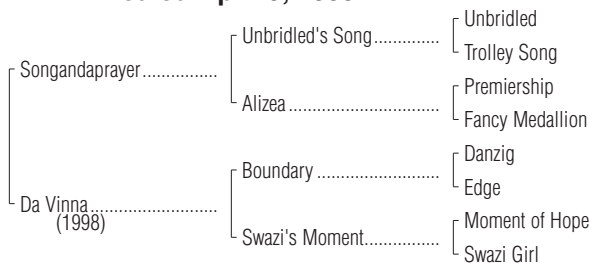 Unbridled
Unbridled's Song..............
Trolley Song
Songandaprayer................
Premiership
Alizea................................
Fancy Medallion
Danzig
Boundary..........................
Edge
Da Vinna...........................
(1998)
Moment of Hope
Swazi's Moment................
Swazi Girl